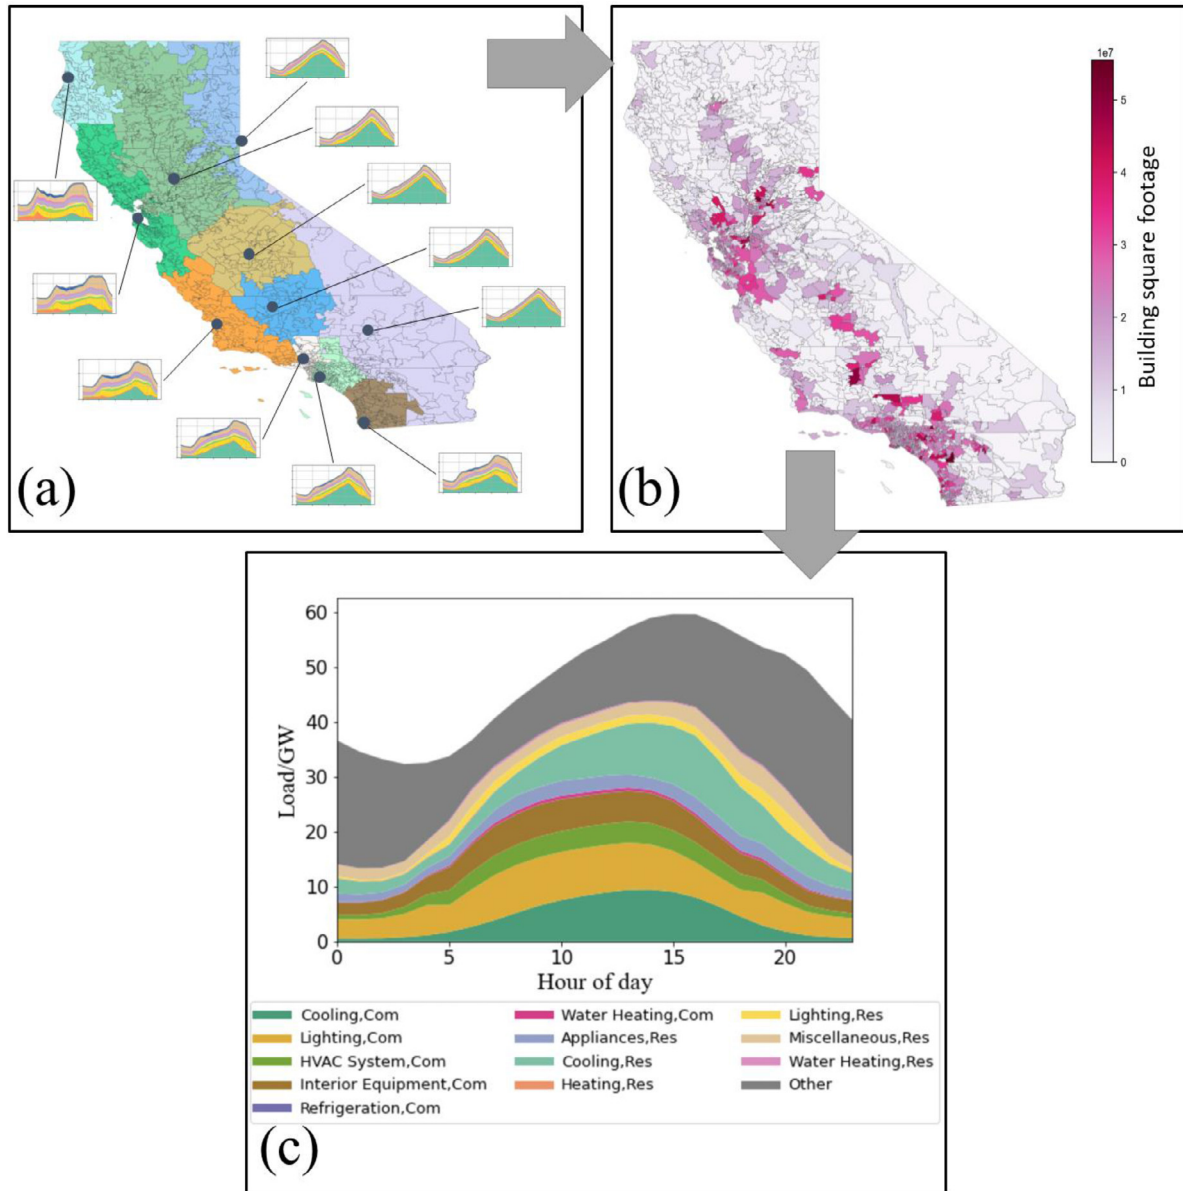 (a)
1e7
5
4
3
2
1
0
Building square footage
(b)
60
50
40
30
20
10
0
Load/GW
0 5 10 15 20
Hour of day
Cooling,Com
Lighting,Com
HVAC System,Com
Interior Equipment,Com
Refrigeration,Com
Water Heating,Com
Appliances,Res
Cooling,Res
Heating,Res
Lighting,Res
Miscellaneous,Res
Water Heating,Res
Other
(c)